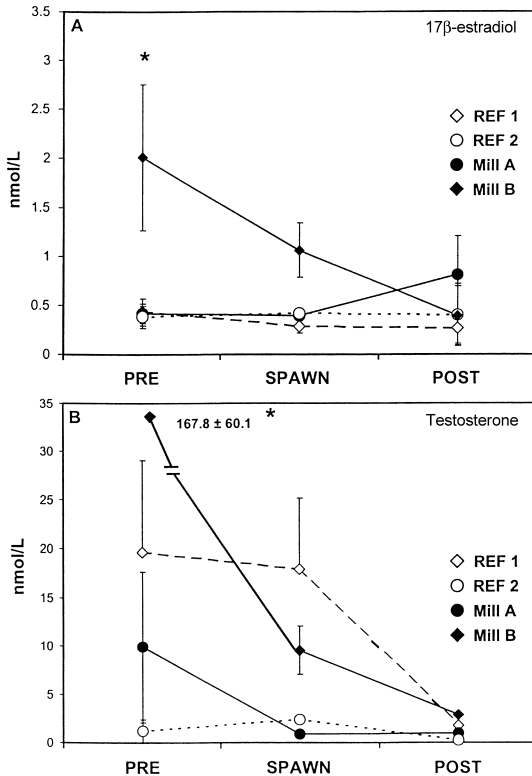 A 17β-estradiol
3.5
3
2.5
2
1.5
1
0.5
0
nmol/L
*
REF 1
REF 2
Mill A
Mill B
PRE SPAWN POST
B Testosterone
35
30
25
20
15
10
5
0
nmol/L
167.8 ± 60.1 *
REF 1
REF 2
Mill A
Mill B
PRE SPAWN POST